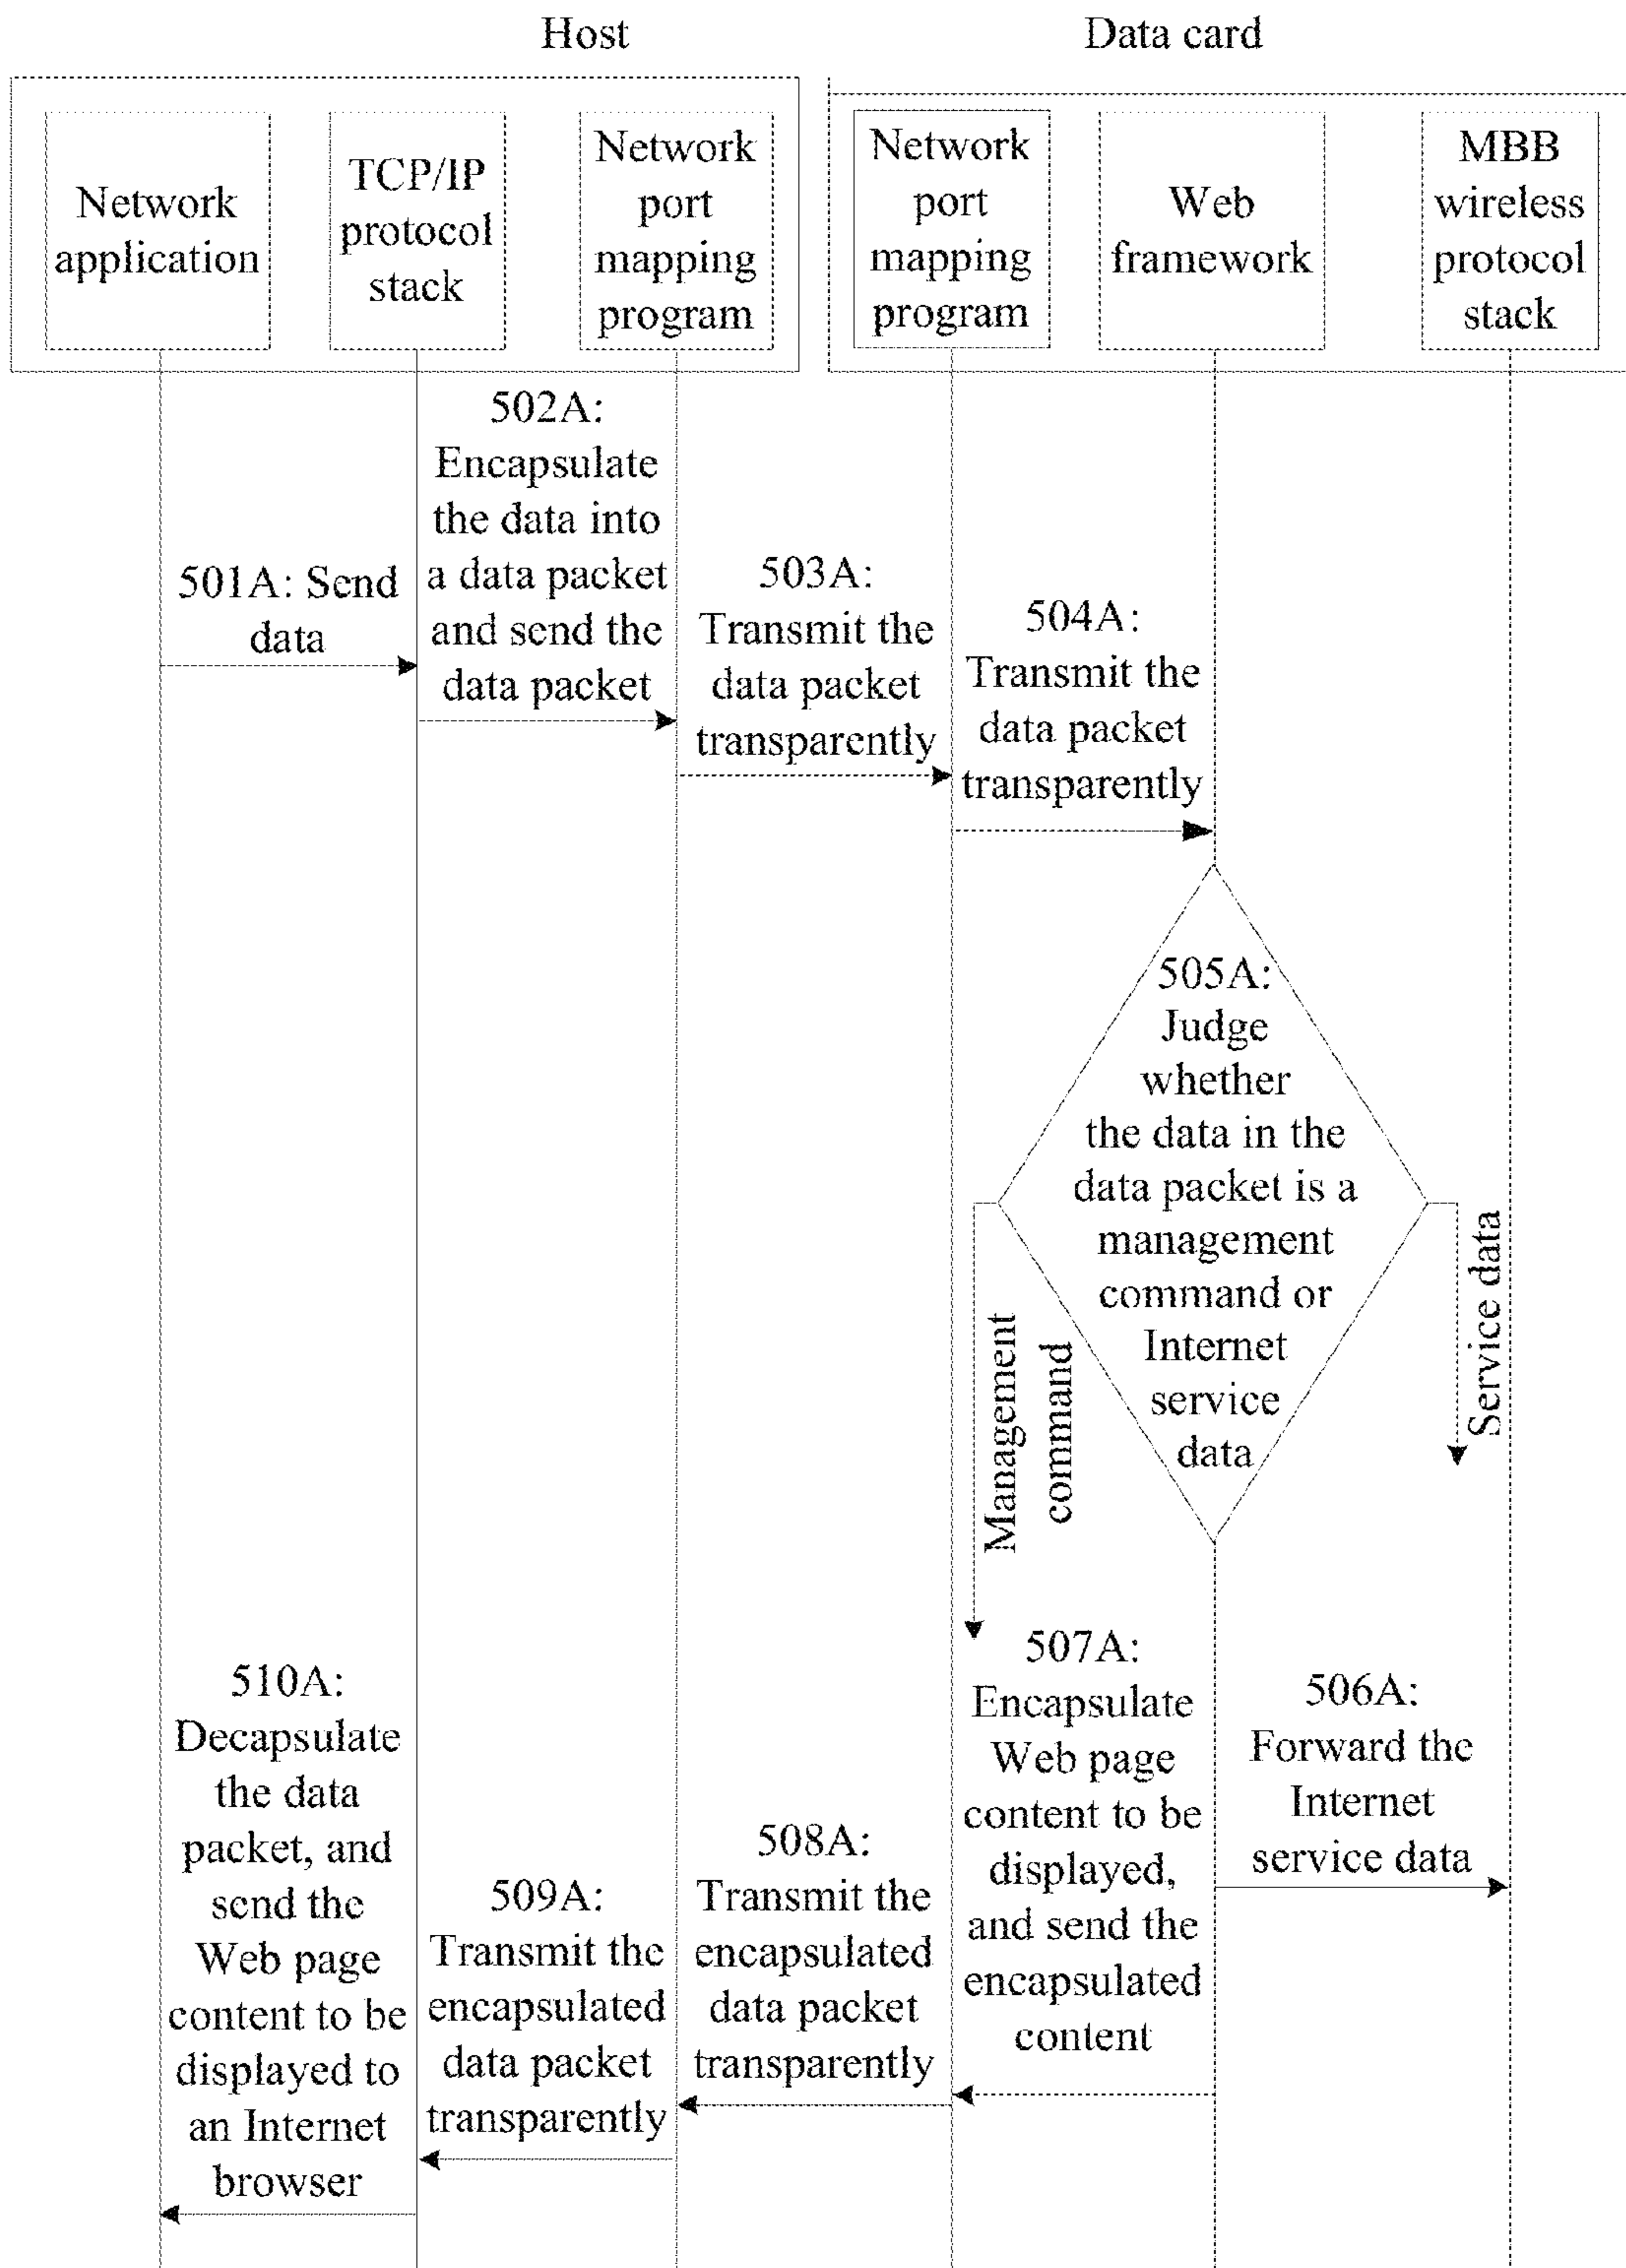 Host
Data card
Network
application
TCP/IP
protocol
stack
Network
port
mapping
program
Network
port
mapping
program
Web
framework
MBB
wireless
protocol
stack
501A: Send
data
502A:
Encapsulate
the data into
a data packet
and send the
data packet
503A:
Transmit the
data packet
transparently
504A:
Transmit the
data packet
transparently
505A:
Judge
whether
the data in the
data packet is a
management
command or
Internet
service
data
Management
command
Service data
506A:
Forward the
Internet
service data
507A:
Encapsulate
Web page
content to be
displayed,
and send the
encapsulated
content
508A:
Transmit the
encapsulated
data packet
transparently
509A:
Transmit the
encapsulated
data packet
transparently
510A:
Decapsulate
the data
packet, and
send the
Web page
content to be
displayed to
an Internet
browser